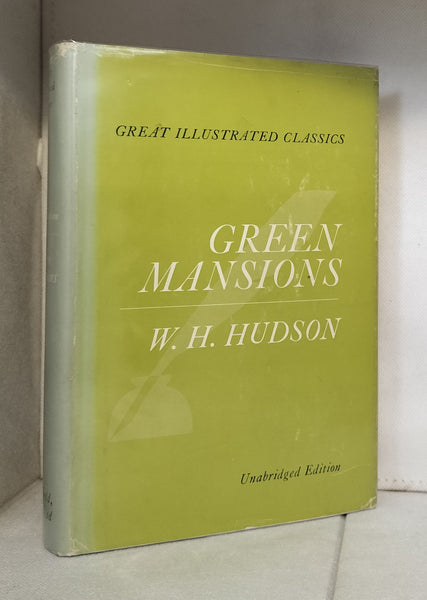 GREAT ILLUSTRATED CLASSICS
GREEN
MANSIONS
W. H. HUDSON
Unabridged Edition